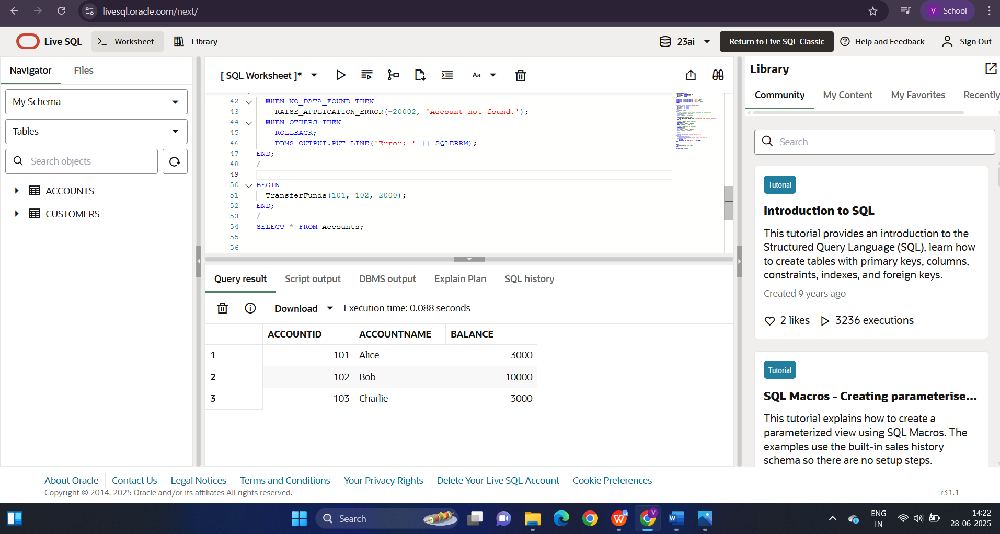 livesql.oracle.com/next/
V School
Live SQL
Worksheet
Library
23ai
Return to Live SQL Classic
Help and Feedback
Sign Out
Navigator
Files
My Schema
Tables
Search objects
ACCOUNTS
CUSTOMERS
[ SQL Worksheet ]*
Aa
42 WHEN NO_DATA_FOUND THEN
43 RAISE_APPLICATION_ERROR(-20002, 'Account not found.');
44 WHEN OTHERS THEN
45 ROLLBACK;
46 DBMS_OUTPUT.PUT_LINE('Error: ' || SQLERRM);
47 END;
48 /
49
50 BEGIN
51 TransferFunds(101, 102, 2000);
52 END;
53 /
54 SELECT * FROM Accounts;
55
56
Query result
Script output
DBMS output
Explain Plan
SQL history
Download
Execution time: 0.088 seconds
ACCOUNTID ACCOUNTNAME BALANCE
1 101 Alice 3000
2 102 Bob 10000
3 103 Charlie 3000
Library
Community
My Content
My Favorites
Recently
Search
Tutorial
Introduction to SQL
This tutorial provides an introduction to the
Structured Query Language (SQL), learn how
to create tables with primary keys, columns,
constraints, indexes, and foreign keys.
Created 9 years ago
2 likes
3236 executions
Tutorial
SQL Macros - Creating parameterise...
This tutorial explains how to create a
parameterized view using SQL Macros. The
examples use the built-in sales history
schema so there are no setup steps.
About Oracle
Contact Us
Legal Notices
Terms and Conditions
Your Privacy Rights
Delete Your Live SQL Account
Cookie Preferences
Copyright © 2014, 2025 Oracle and/or its affiliates All rights reserved.
r31.1
Search
ENG
IN
14:22
28-06-2025